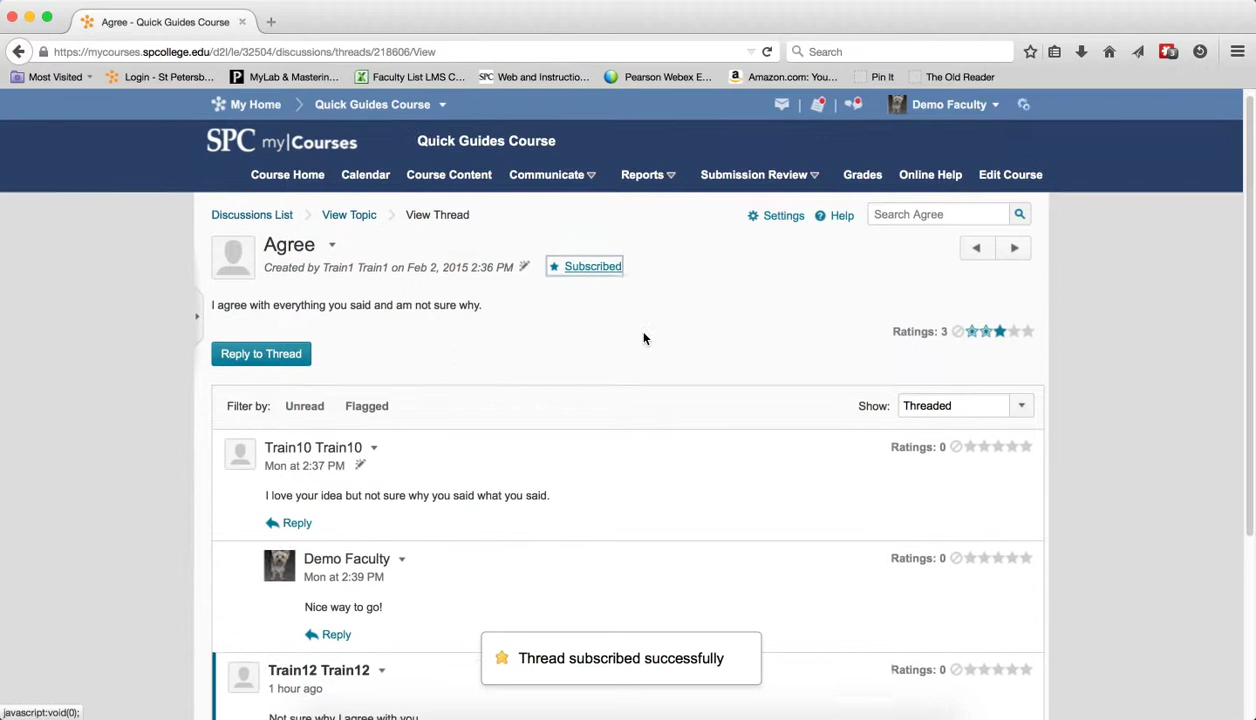 Agree - Quick Guides Course
https://mycourses.spcollege.edu/d2l/le/32504/discussions/threads/218606/View
Search
Most Visited
Login - St Petersb...
MyLab & Mastering...
Faculty List LMS C...
SPC Web and Instructio...
Pearson Webex E...
Amazon.com: You...
Pin It
The Old Reader
My Home
Quick Guides Course
Demo Faculty
SPC my|Courses
Quick Guides Course
Course Home
Calendar
Course Content
Communicate
Reports
Submission Review
Grades
Online Help
Edit Course
Discussions List
View Topic
View Thread
Settings
Help
Search Agree
Agree
Created by Train1 Train1 on Feb 2, 2015 2:36 PM
Subscribed
I agree with everything you said and am not sure why.
Ratings: 3
Reply to Thread
Filter by:
Unread
Flagged
Show:
Threaded
Train10 Train10
Ratings: 0
Mon at 2:37 PM
I love your idea but not sure why you said what you said.
Reply
Demo Faculty
Ratings: 0
Mon at 2:39 PM
Nice way to go!
Reply
Thread subscribed successfully
Train12 Train12
Ratings: 0
1 hour ago
Not sure why I agree with you
javascript:void(0);